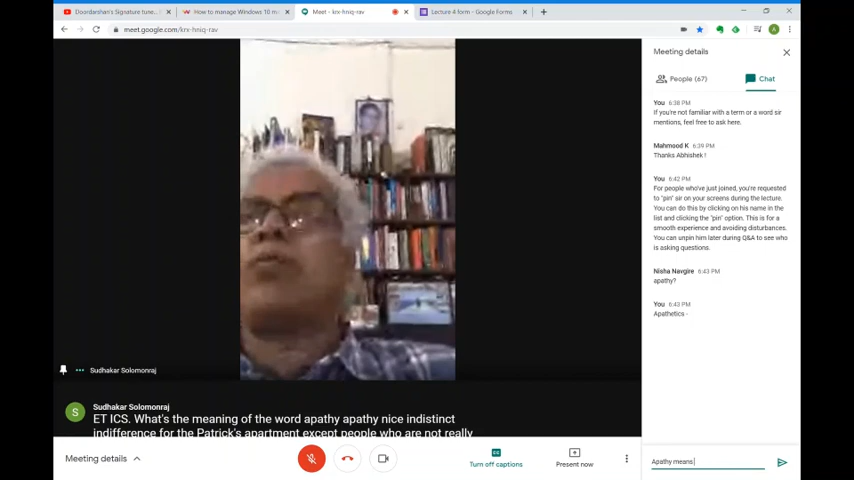 Doordarshan's Signature tune...
How to manage Windows 10 n
Meet - krx-hniq-rav
Lecture 4 form - Google Forms
meet.google.com/krx-hniq-rav
A
Meeting details
People (67)
Chat
You 6:38 PM
If you're not familiar with a term or a word sir
mentions, feel free to ask here.
Mahmood K 6:39 PM
Thanks Abhishek !
You 6:42 PM
For people who've just joined, you're requested
to "pin" sir on your screens during the lecture.
You can do this by clicking on his name in the
list and clicking the "pin" option. This is for a
smooth experience and avoiding disturbances.
You can unpin him later during Q&A to see who
is asking questions.
Nisha Navgire 6:43 PM
apathy?
You 6:43 PM
Apathetics -
Sudhakar Solomonraj
S
Sudhakar Solomonraj
ET ICS. What's the meaning of the word apathy apathy nice indistinct
indifference for the Patrick's apartment except people who are not really
Meeting details
Turn off captions
Present now
Apathy means